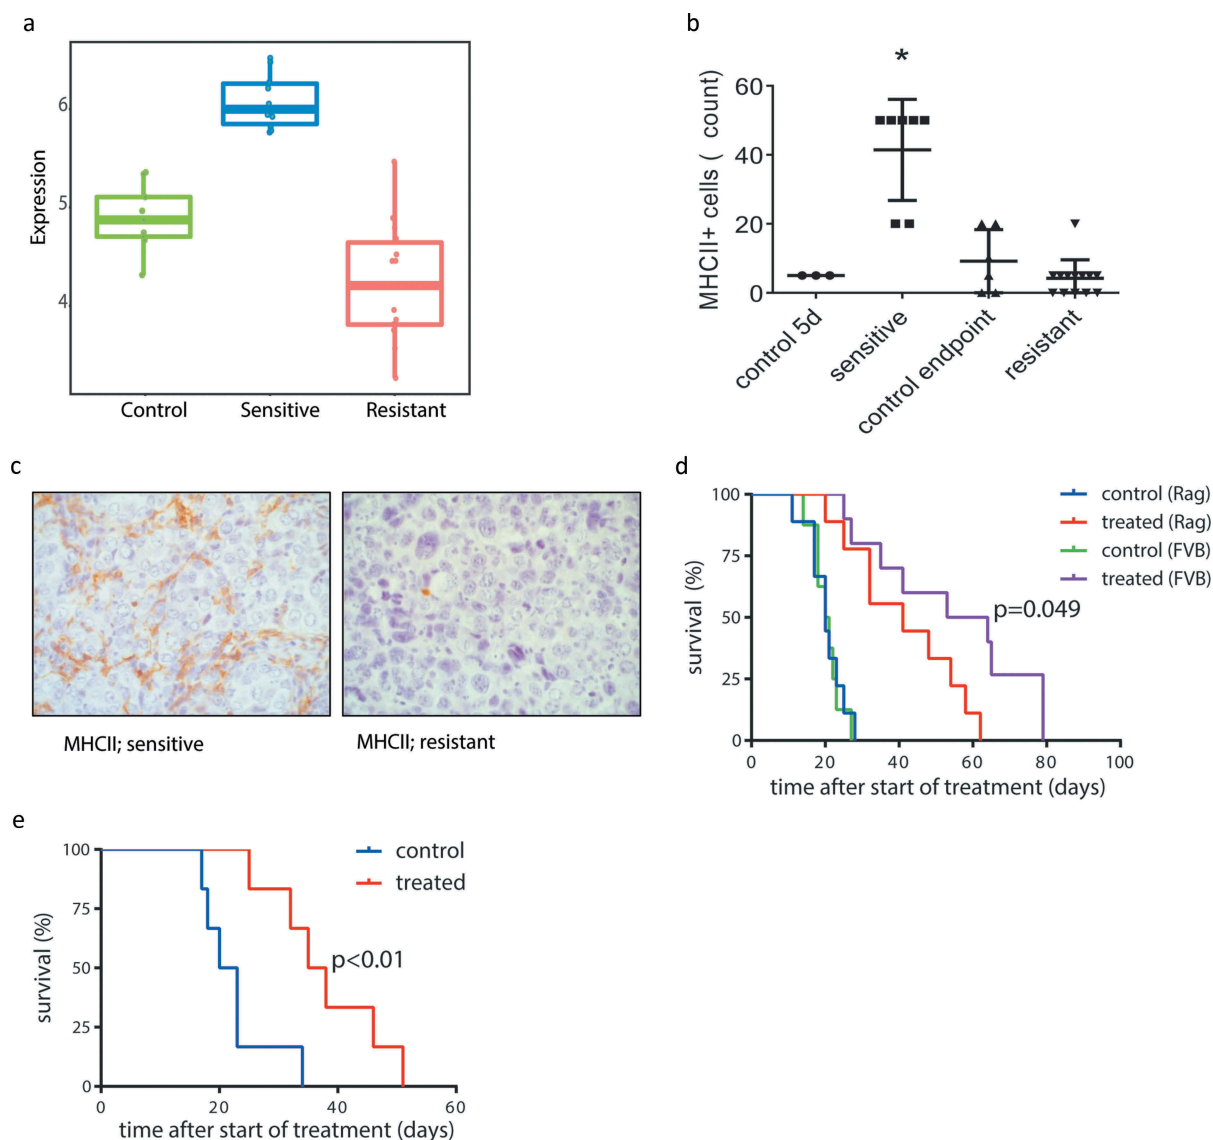 a
Expression
6
5
4
Control Sensitive Resistant
b
*
MHCII+ cells ( count)
60
40
20
0
control 5d
sensitive
control endpoint
resistant
c
MHCII; sensitive
MHCII; resistant
d
survival (%)
100
75
50
25
0
0 20 40 60 80 100
time after start of treatment (days)
control (Rag)
treated (Rag)
control (FVB)
treated (FVB)
p=0.049
e
survival (%)
100
75
50
25
0
0 20 40 60
time after start of treatment (days)
control
treated
p<0.01